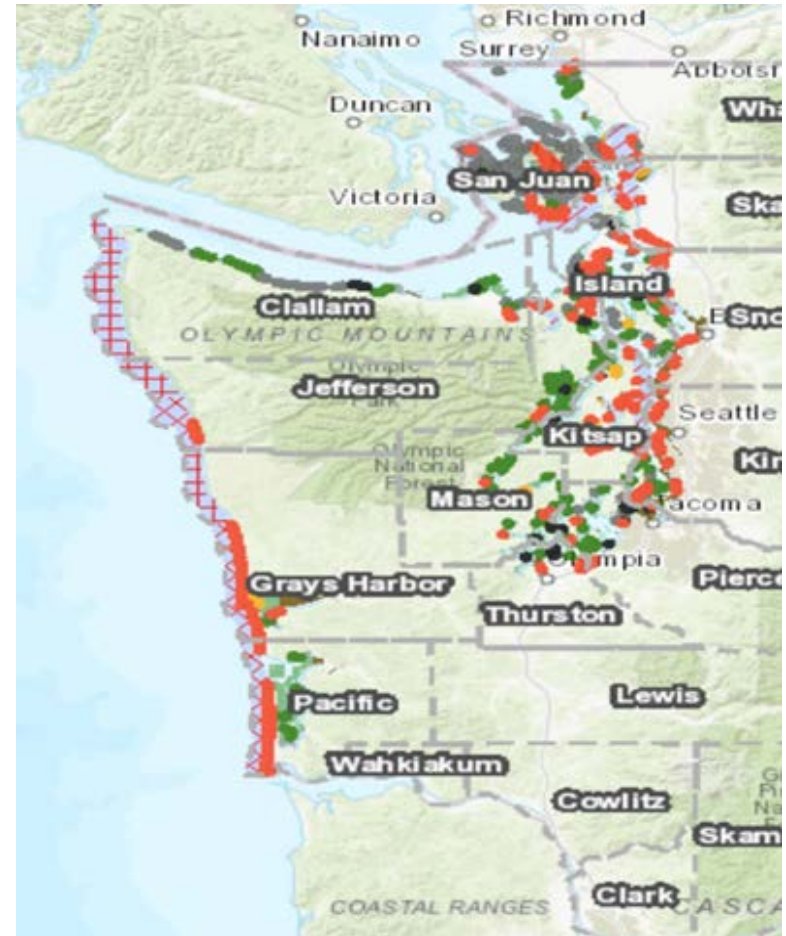 Richmond
Nanaimo
Surrey
Abbotsf
Duncan
Wha
San Juan
Victoria
Ska
Island
Clallam
E
Sno
OLYMPIC MOUNTAINS
Olympic
Park
Jefferson
Seattle
Kitsap
Olympic
National
Forest
Kin
Mason
acoma
Grays Harbor
mpia
Pierce
Thurston
Lewis
Pacific
Wahkiakum
Cowlitz
Skam
Clark
COASTAL RANGES
CASCA